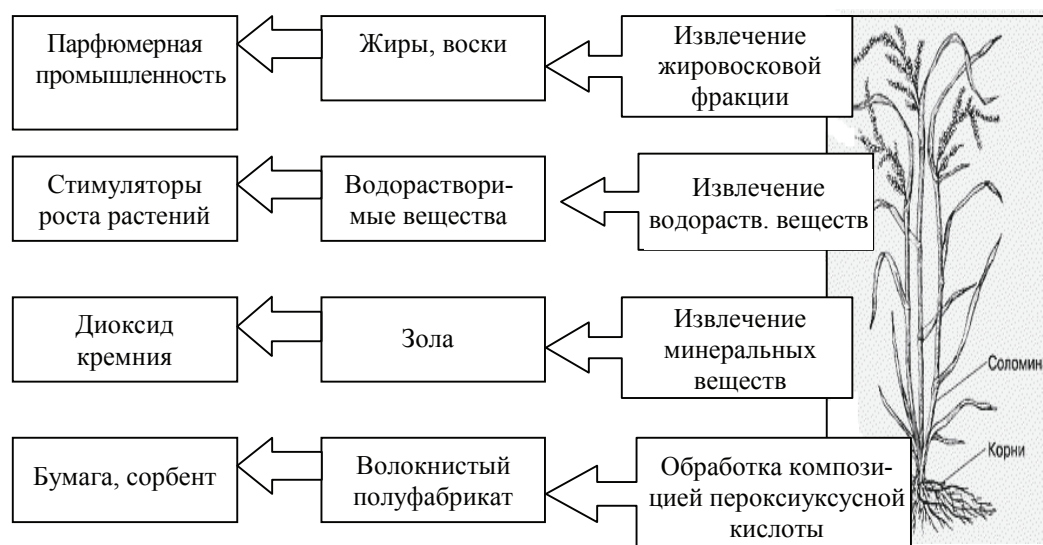 Парфюмерная
промышленность
Жиры, воски
Извлечение
жировосковой
фракции
Стимуляторы
роста растений
Водораствори-
мые вещества
Извлечение
водораств. веществ
Диоксид
кремния
Зола
Извлечение
минеральных
веществ
Соломин
Корни
Бумага, сорбент
Волокнистый
полуфабрикат
Обработка компози-
цией пероксиуксусной
кислоты